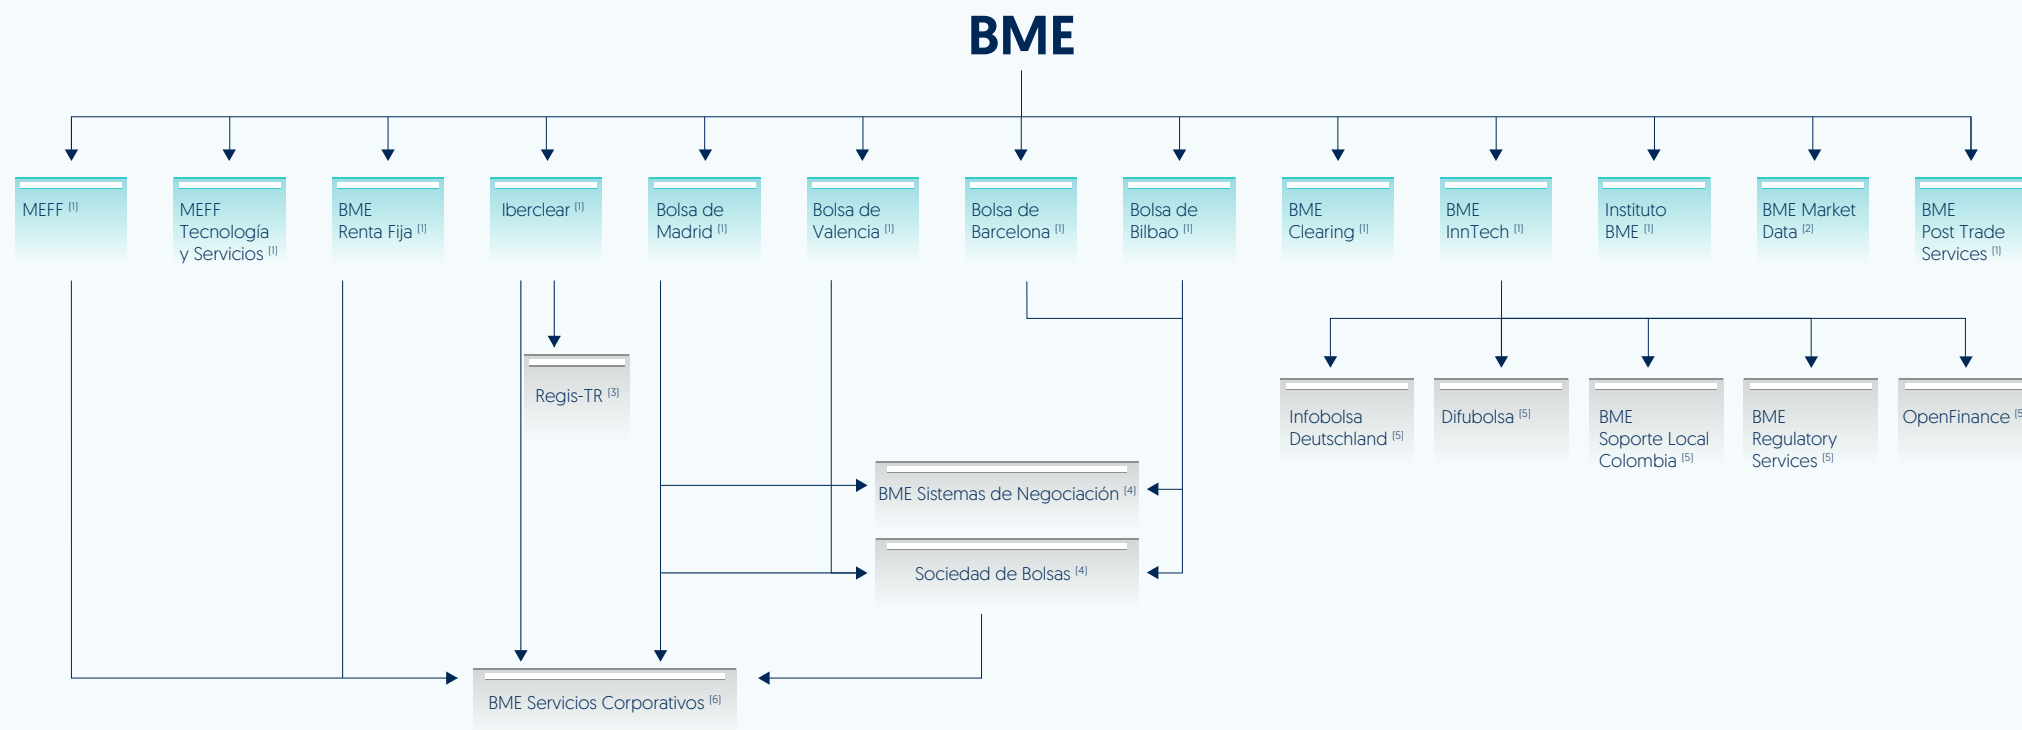 BME
MEFF [1]
MEFF
Tecnología
y Servicios [1]
BME
Renta Fija [1]
Iberclear [1]
Bolsa de
Madrid [1]
Bolsa de
Valencia [1]
Bolsa de
Barcelona [1]
Bolsa de
Bilbao [1]
BME
Clearing [1]
BME
InnTech [1]
Instituto
BME [1]
BME Market
Data [2]
BME
Post Trade
Services [1]
Regis-TR [3]
Infobolsa
Deutschland [5]
Difubolsa [5]
BME
Soporte Local
Colombia [5]
BME
Regulatory
Services [5]
OpenFinance [5
BME Sistemas de Negociación [4]
Sociedad de Bolsas [4]
BME Servicios Corporativos [6]